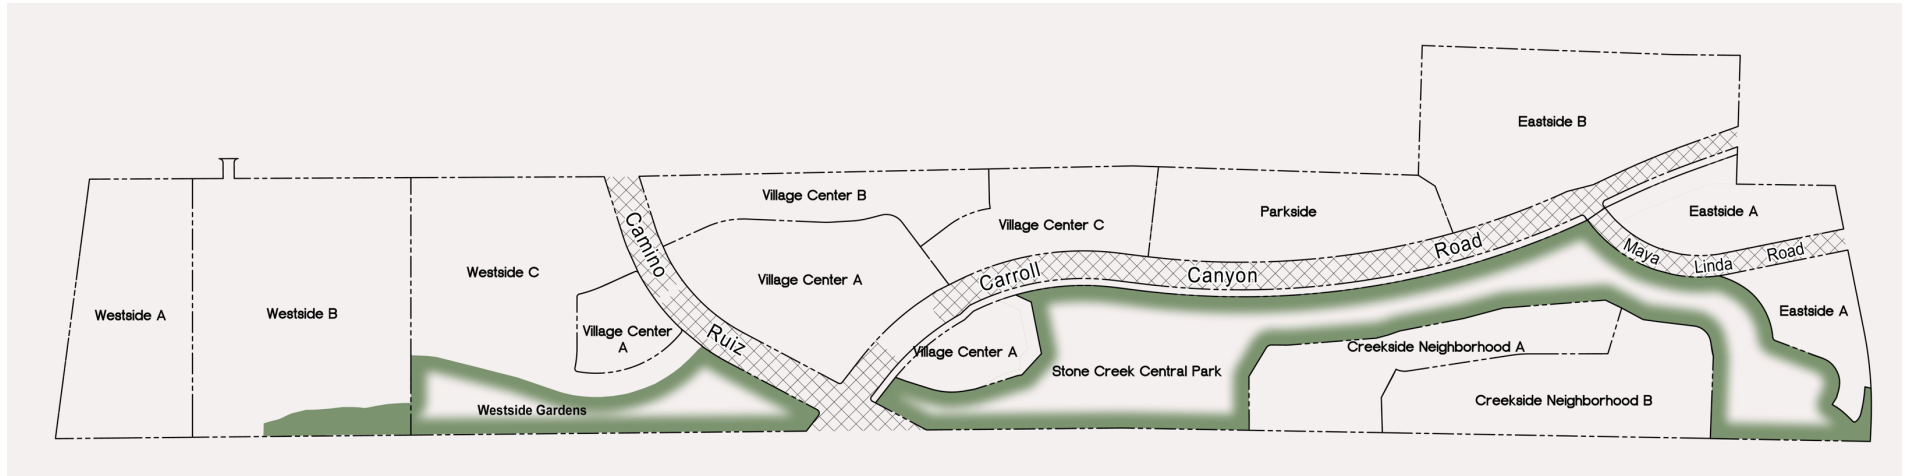 Eastside B
Village Center B
Village Center C
Parkside
Eastside A
Camino
Ruiz
Carroll
Canyon
Road
Maya
Linda
Road
Westside A
Westside B
Westside C
Village Center A
Village Center
A
Village Center A
Eastside A
Stone Creek Central Park
Creekside Neighborhood A
Creekside Neighborhood B
Westside Gardens